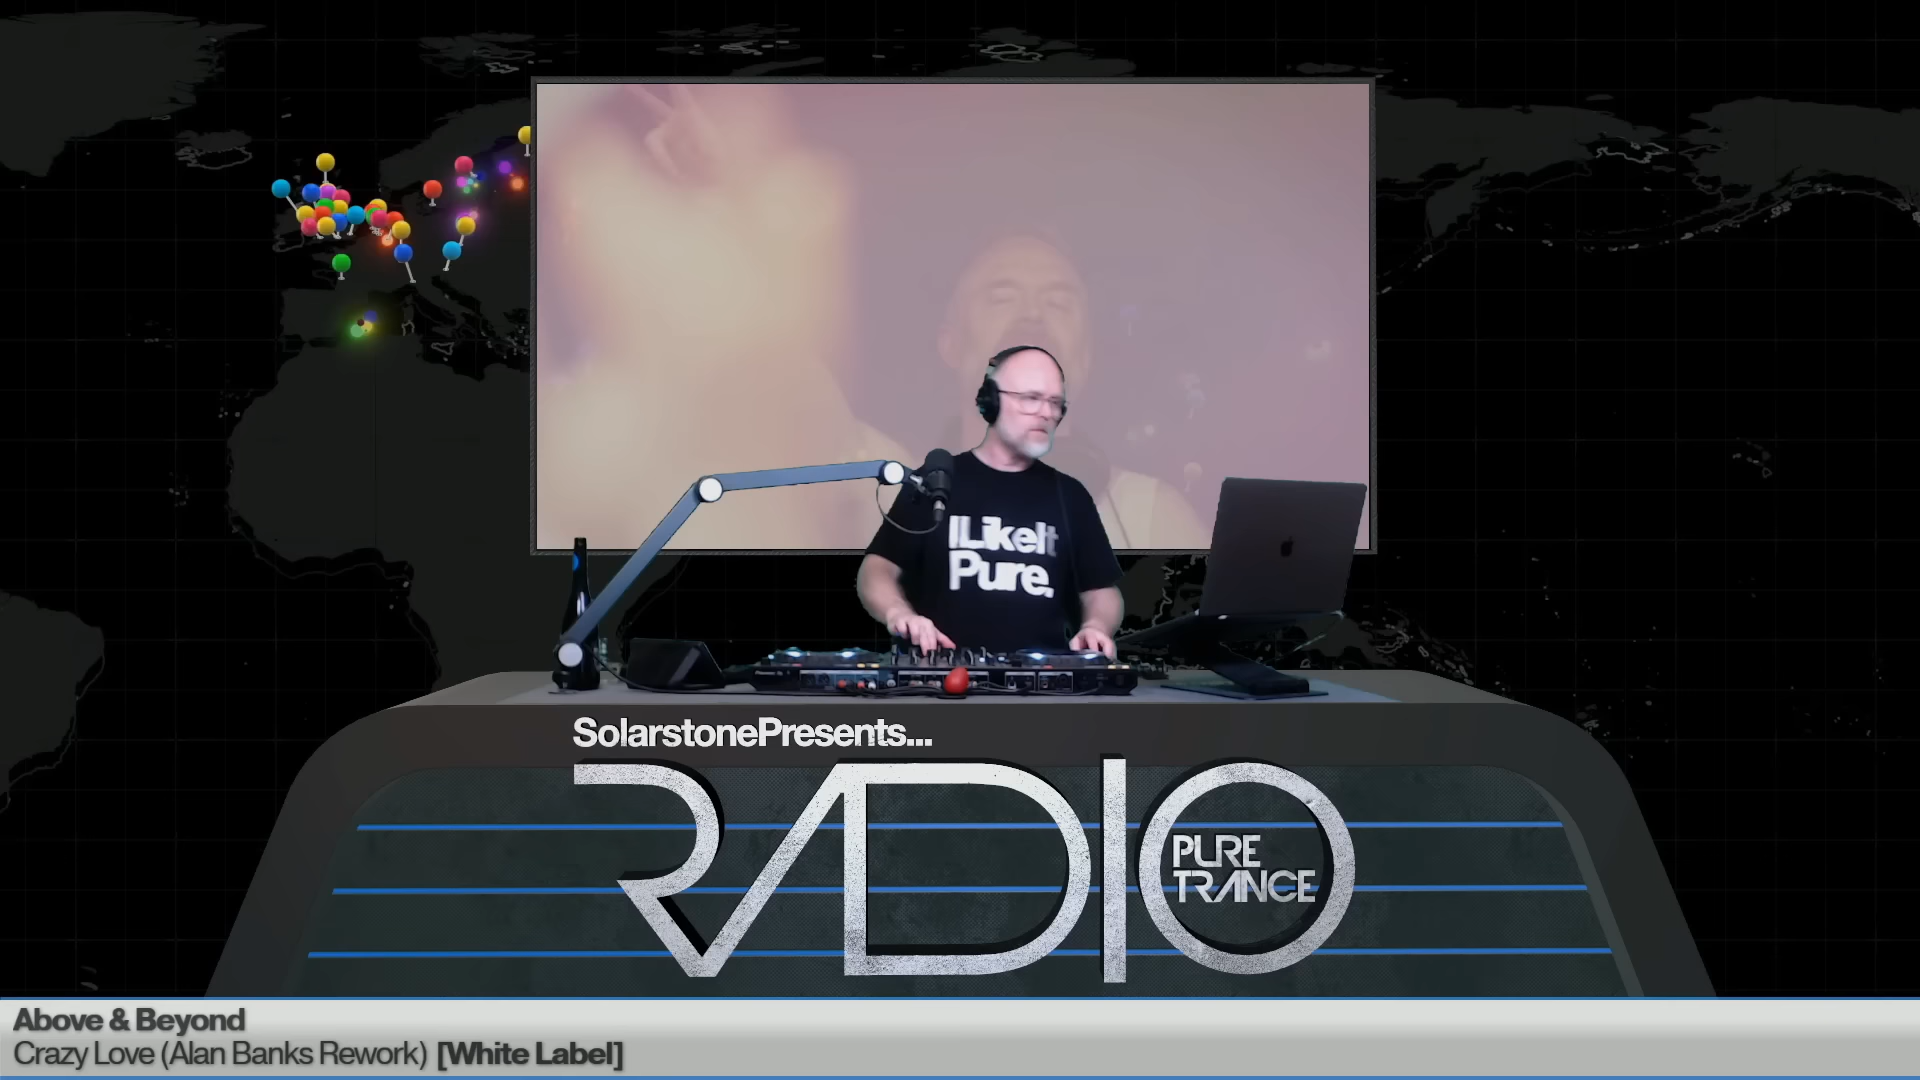 ILikeIt
Pure.
SolarstonePresents...
RADIO
PURE
TRANCE
Above & Beyond
Crazy Love (Alan Banks Rework) [White Label]